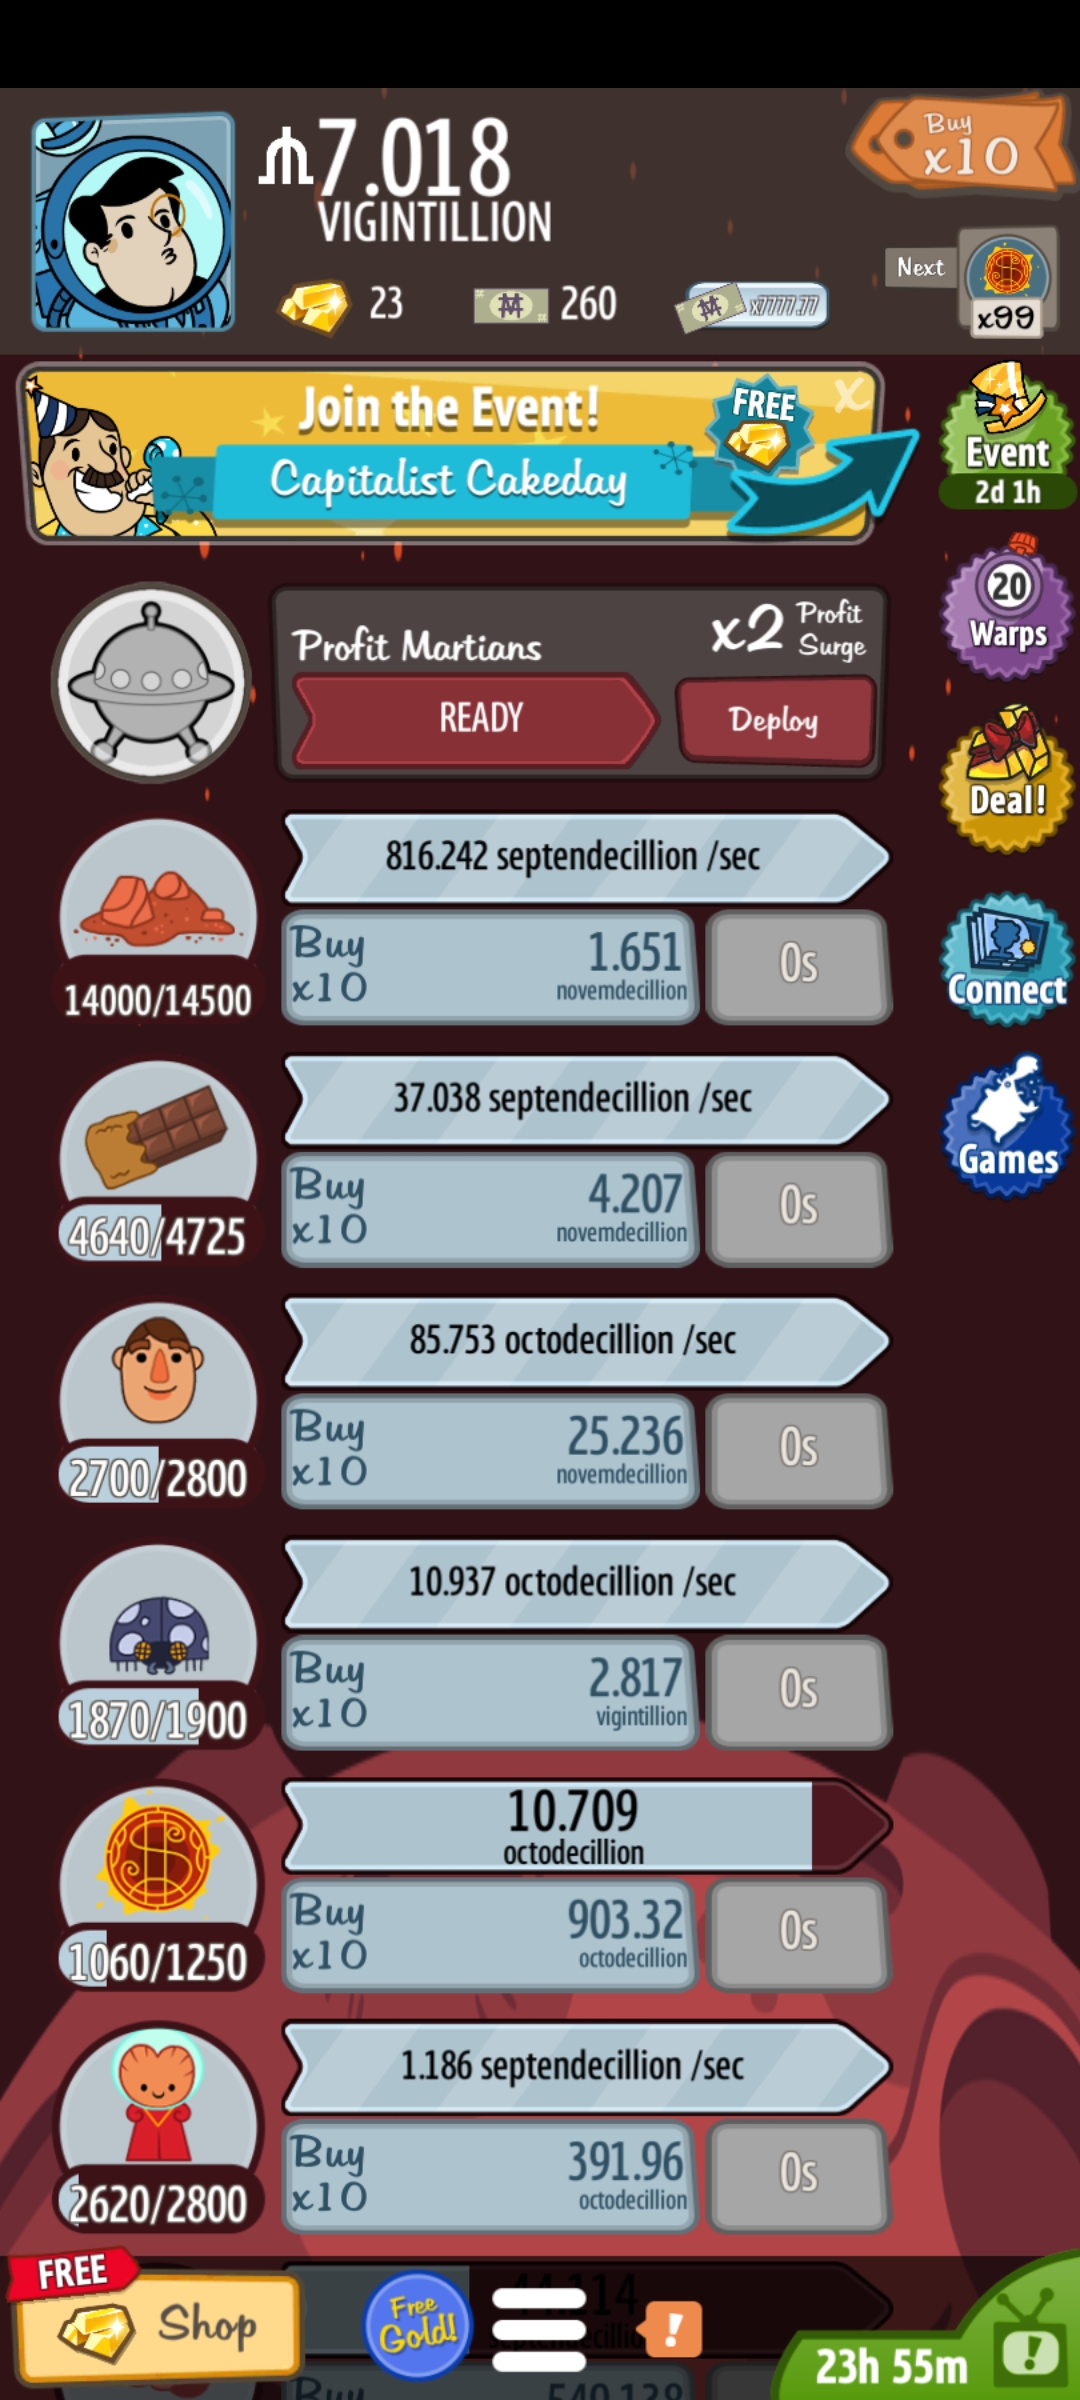 7.018
VIGINTILLION
Buy
x10
23
260
x7777.77
Next
x99
Join the Event!
Capitalist Cakeday
FREE
x
Event
2d 1h
20
Warps
Profit Martians
x2 Profit
Surge
READY
Deploy
Deal!
816.242 septendecillion /sec
Buy
x10
1.651
novemdecillion
0s
14000/14500
Connect
37.038 septendecillion /sec
Buy
x10
4.207
novemdecillion
0s
4640/4725
Games
85.753 octodecillion /sec
Buy
x10
25.236
novemdecillion
0s
2700/2800
10.937 octodecillion /sec
Buy
x10
2.817
vigintillion
0s
1870/1900
10.709
octodecillion
Buy
x10
903.32
octodecillion
0s
1060/1250
1.186 septendecillion /sec
Buy
x10
391.96
octodecillion
0s
2620/2800
FREE
Shop
Free
Gold!
!
23h 55m
!
Buy